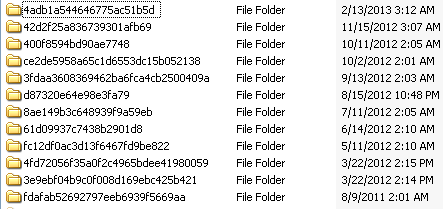 4adb1a544646775ac51b5d File Folder 2/13/2013 3:12 AM
42d2f25a836739301afb69 File Folder 11/15/2012 3:07 AM
400f8594bd90ae7748 File Folder 10/11/2012 2:05 AM
ce2de5958a65c1d6553dc15b052138 File Folder 10/2/2012 2:01 AM
3fdaa3608369462ba6fca4cb2500409a File Folder 9/13/2012 2:03 AM
d87320e64e98e3fa79 File Folder 8/15/2012 10:48 PM
8ae149b3c648939f9a59eb File Folder 7/11/2012 2:05 AM
61d09937c7438b2901d8 File Folder 6/14/2012 2:10 AM
fc12df0ac3d13f6467fd9be822 File Folder 5/11/2012 2:10 AM
4fd72056f35a0f2c4965bdee41980059 File Folder 3/22/2012 2:15 PM
3e9ebf04b9c0f008d169ebc425b421 File Folder 3/22/2012 2:14 PM
fdafab52692797eeb6939f5669aa File Folder 8/9/2011 2:01 AM